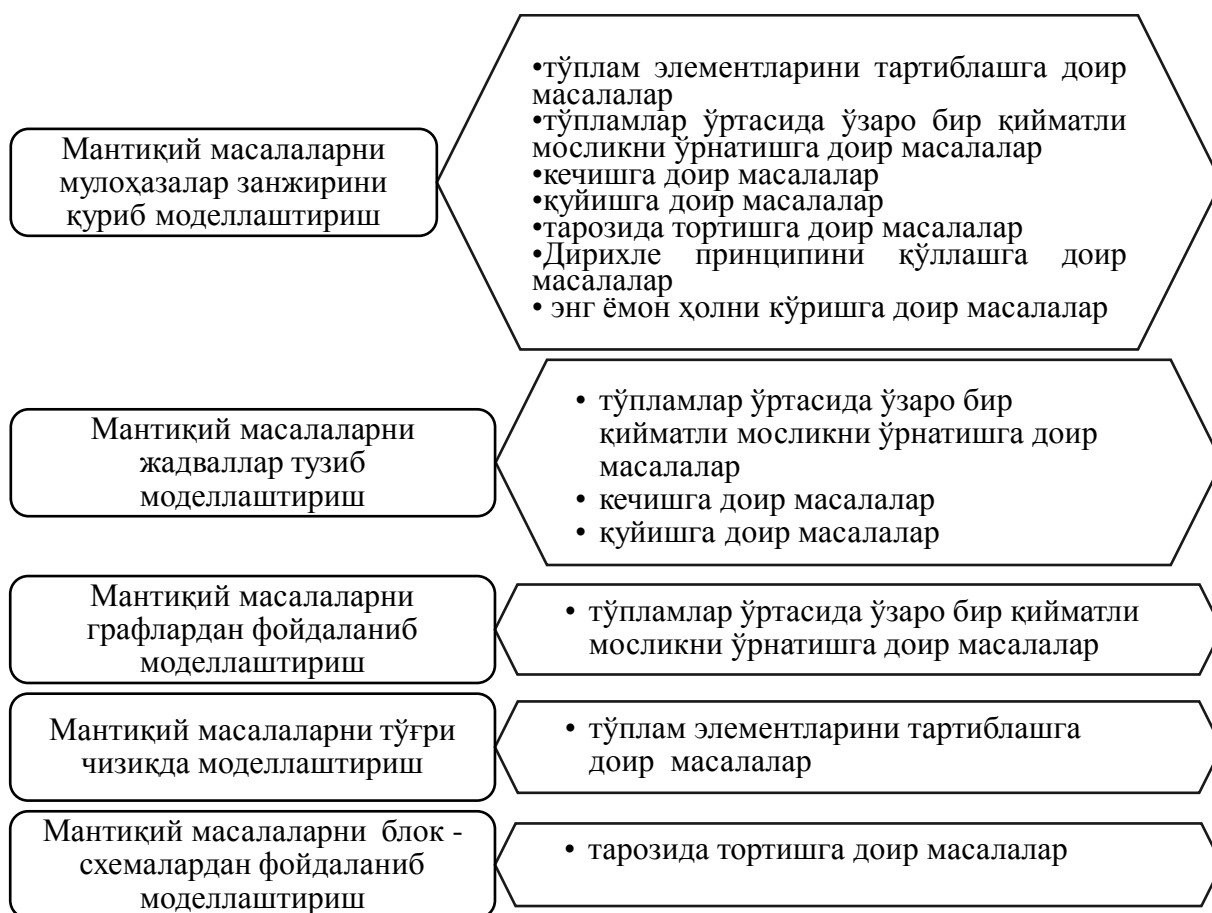 Мантиқий масалаларни
мулоҳазалар занжирини
қуриб моделлаштириш
•тўплам элементларини тартиблашга доир
масалалар
•тўпламлар ўртасида ўзаро бир қийматли
мосликни ўрнатишга доир масалалар
•кечишга доир масалалар
•қуйишга доир масалалар
•тарозида тортишга доир масалалар
•Дирихле принципини қўллашга доир
масалалар
• энг ёмон ҳолни кўришга доир масалалар
Мантиқий масалаларни
жадваллар тузиб
моделлаштириш
• тўпламлар ўртасида ўзаро бир
қийматли мосликни ўрнатишга доир
масалалар
• кечишга доир масалалар
• қуйишга доир масалалар
Мантиқий масалаларни
графлардан фойдаланиб
моделлаштириш
• тўпламлар ўртасида ўзаро бир қийматли
мосликни ўрнатишга доир масалалар
Мантиқий масалаларни тўғри
чизиқда моделлаштириш
• тўплам элементларини тартиблашга
доир масалалар
Мантиқий масалаларни блок -
схемалардан фойдаланиб
моделлаштириш
• тарозида тортишга доир масалалар